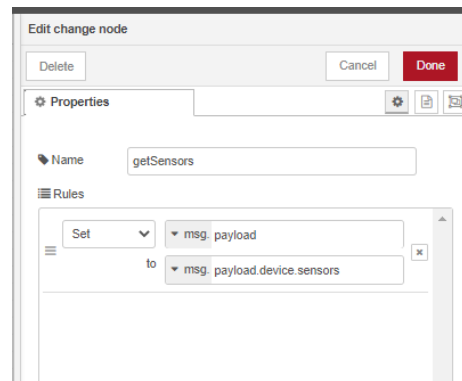 Edit change node
Delete Cancel Done
Properties
Name getSensors
Rules
Set msg. payload
to msg. payload.device.sensors